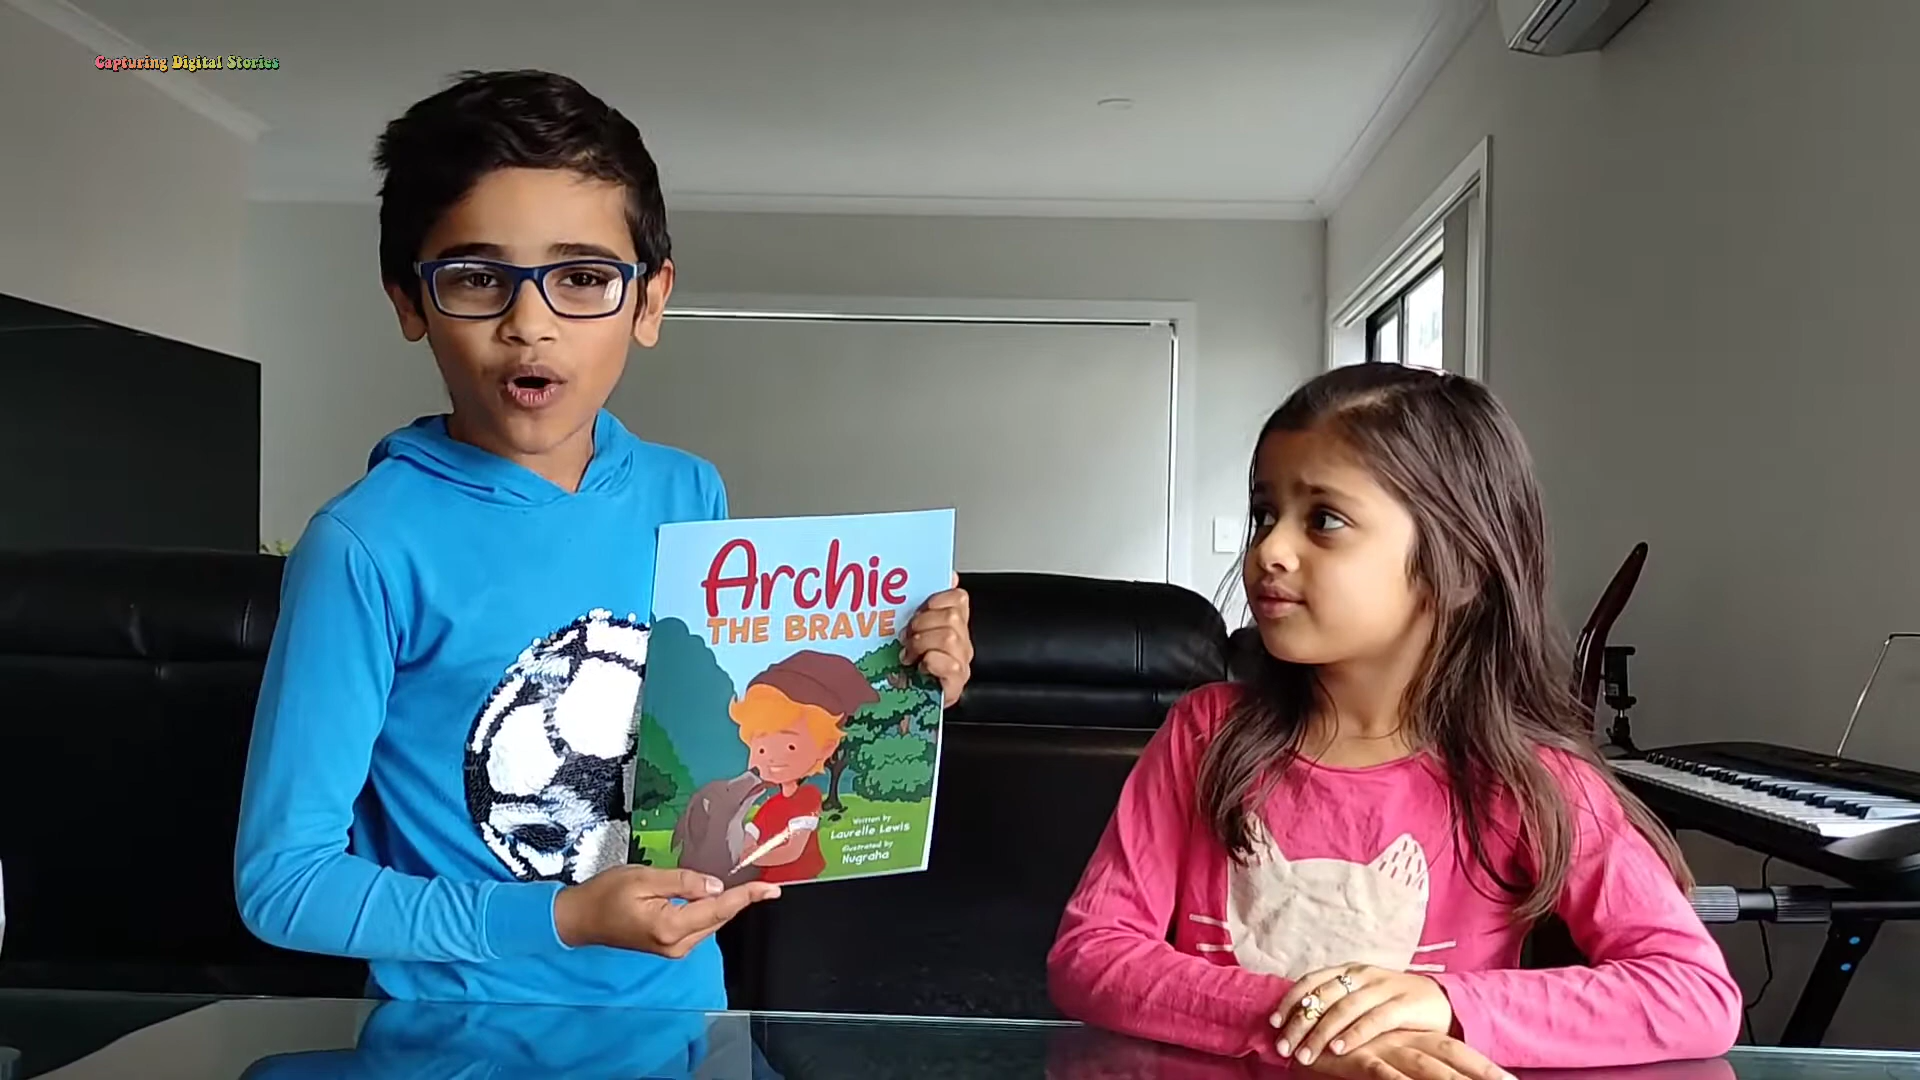 Capturing Digital Stories
Archie
THE BRAVE
Written by
Laurelle Lewis
Illustrated by
Nugraha